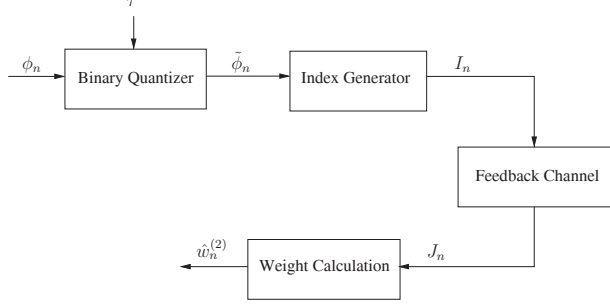 ϕ_n
Binary Quantizer
ϕ̃_n
Index Generator
I_n
Feedback Channel
ŵ_n^{(2)}
Weight Calculation
J_n